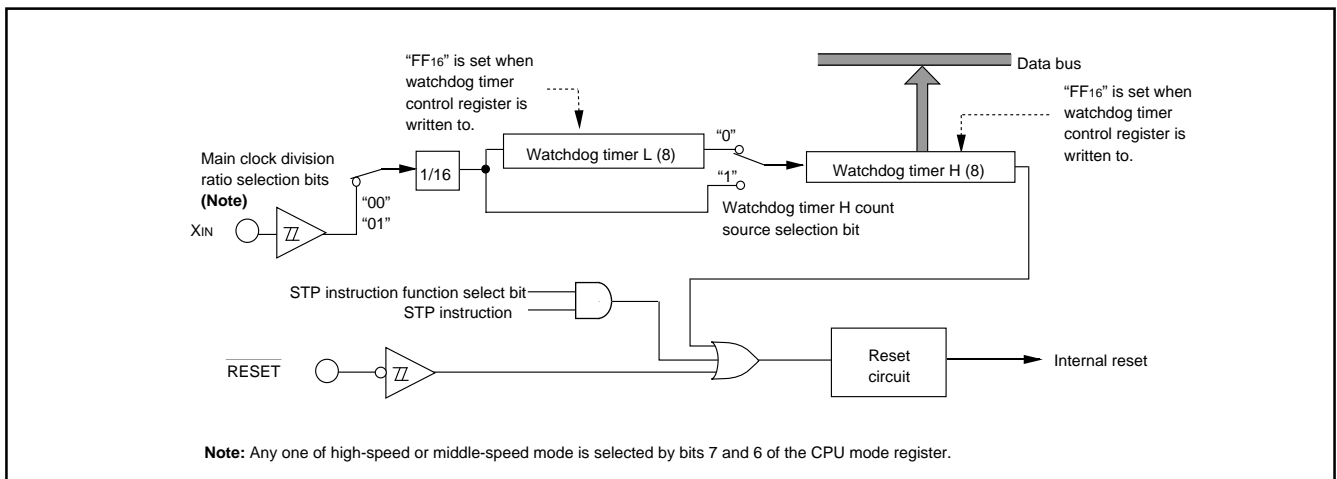 “FF16” is set when
watchdog timer
control register is
written to.
Data bus
“FF16” is set when
watchdog timer
control register is
written to.
Main clock division
ratio selection bits
(Note)
XIN
“00”
“01”
1/16
Watchdog timer L (8)
“0”
“1”
Watchdog timer H count
source selection bit
Watchdog timer H (8)
STP instruction function select bit
STP instruction
RESET
Reset
circuit
Internal reset
Note: Any one of high-speed or middle-speed mode is selected by bits 7 and 6 of the CPU mode register.